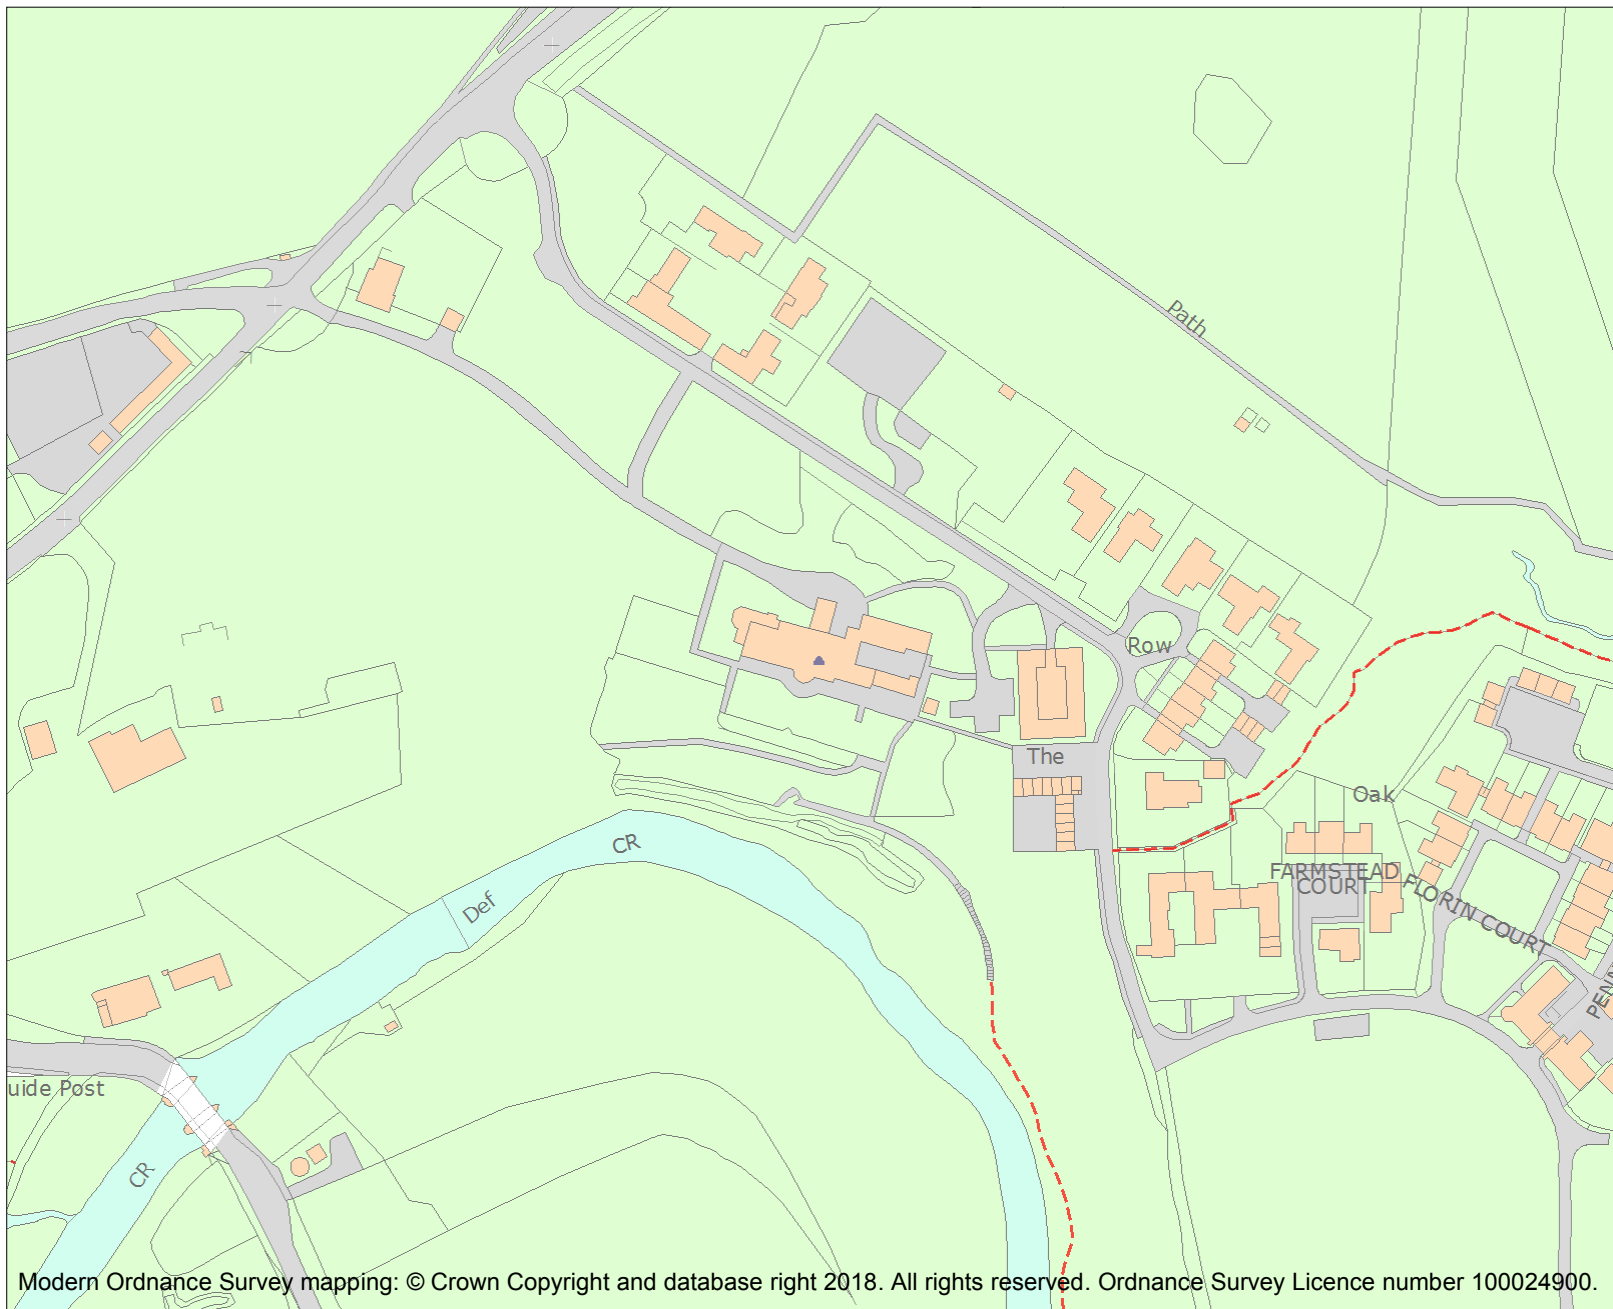 Path
Row
The
Oak
CR
FARMSTEAD
COURT
FLORIN COURT
Def
PENN
uide Post
CR
Modern Ordnance Survey mapping: © Crown Copyright and database right 2018. All rights reserved. Ordnance Survey Licence number 100024900.